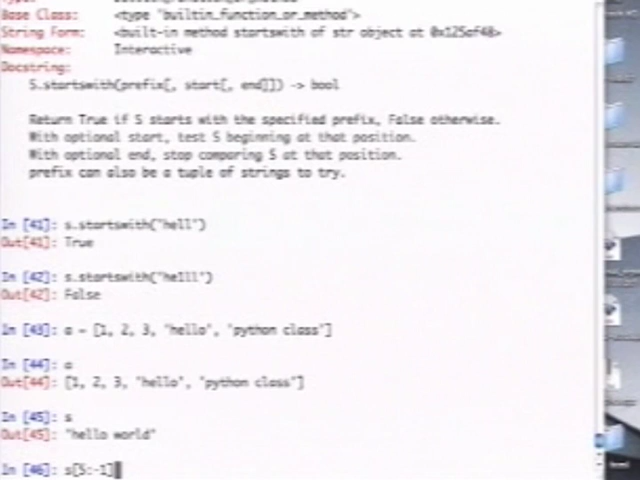 Base Class: <type 'builtin_function_or_method'>
String Form: <built-in method startswith of str object at 0x125af48>
Namespace: Interactive
Docstring:
S.startswith(prefix[, start[, end]]) -> bool
Return True if S starts with the specified prefix, False otherwise.
With optional start, test S beginning at that position.
With optional end, stop comparing S at that position.
prefix can also be a tuple of strings to try.
In [41]: s.startswith("hell")
Out[41]: True
In [42]: s.startswith("helll")
Out[42]: False
In [43]: a = [1, 2, 3, 'hello', 'python class']
In [44]: a
Out[44]: [1, 2, 3, 'hello', 'python class']
In [45]: s
Out[45]: 'hello world'
In [46]: s[5:-1]